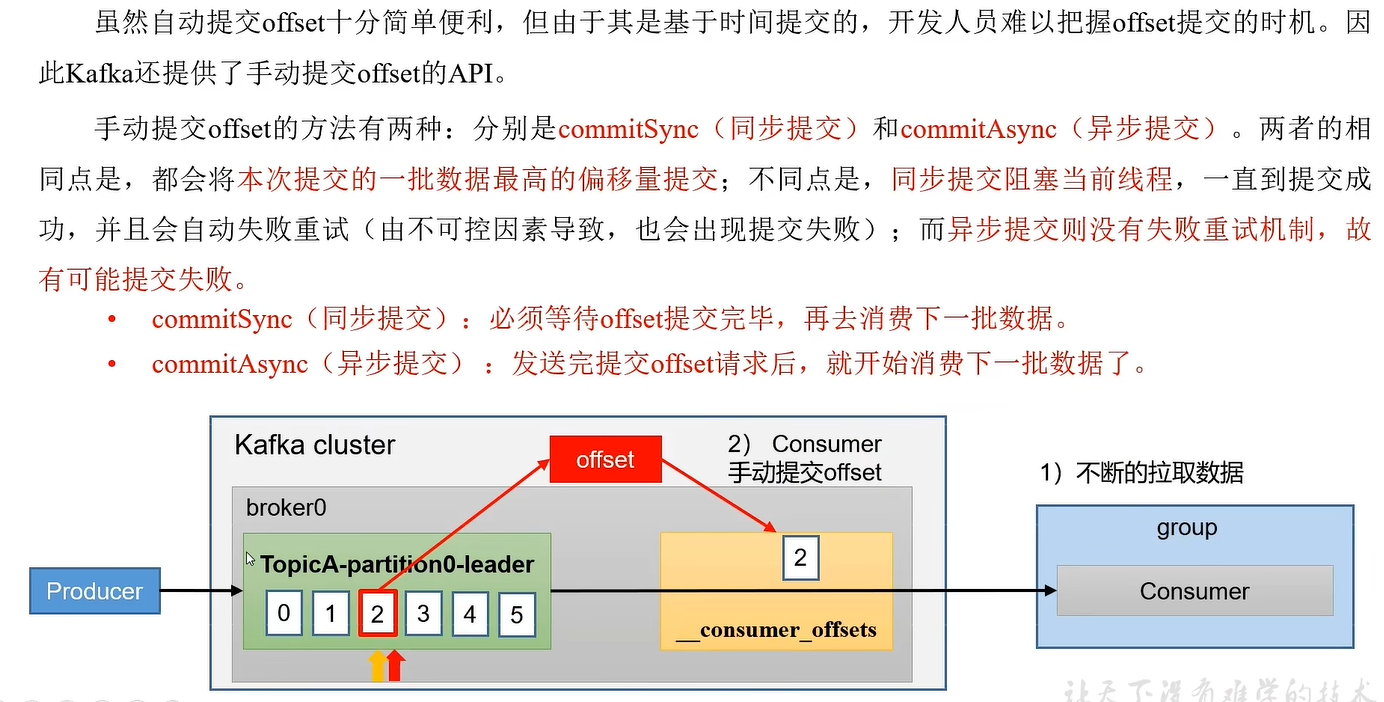 虽然自动提交offset十分简单便利，但由于其是基于时间提交的，开发人员难以把握offset提交的时机。因
此Kafka还提供了手动提交offset的API。
手动提交offset的方法有两种：分别是commitSync（同步提交）和commitAsync（异步提交）。两者的相
同点是，都会将本次提交的一批数据最高的偏移量提交；不同点是，同步提交阻塞当前线程，一直到提交成
功，并且会自动失败重试（由不可控因素导致，也会出现提交失败）；而异步提交则没有失败重试机制，故
有可能提交失败。
• commitSync（同步提交）：必须等待offset提交完毕，再去消费下一批数据。
• commitAsync（异步提交） ：发送完提交offset请求后，就开始消费下一批数据了。
Kafka cluster
offset
2） Consumer
手动提交offset
1）不断的拉取数据
broker0
group
TopicA-partition0-leader
2
Producer
Consumer
0 1 2 3 4 5
__consumer_offsets
让天下没有难学的技术